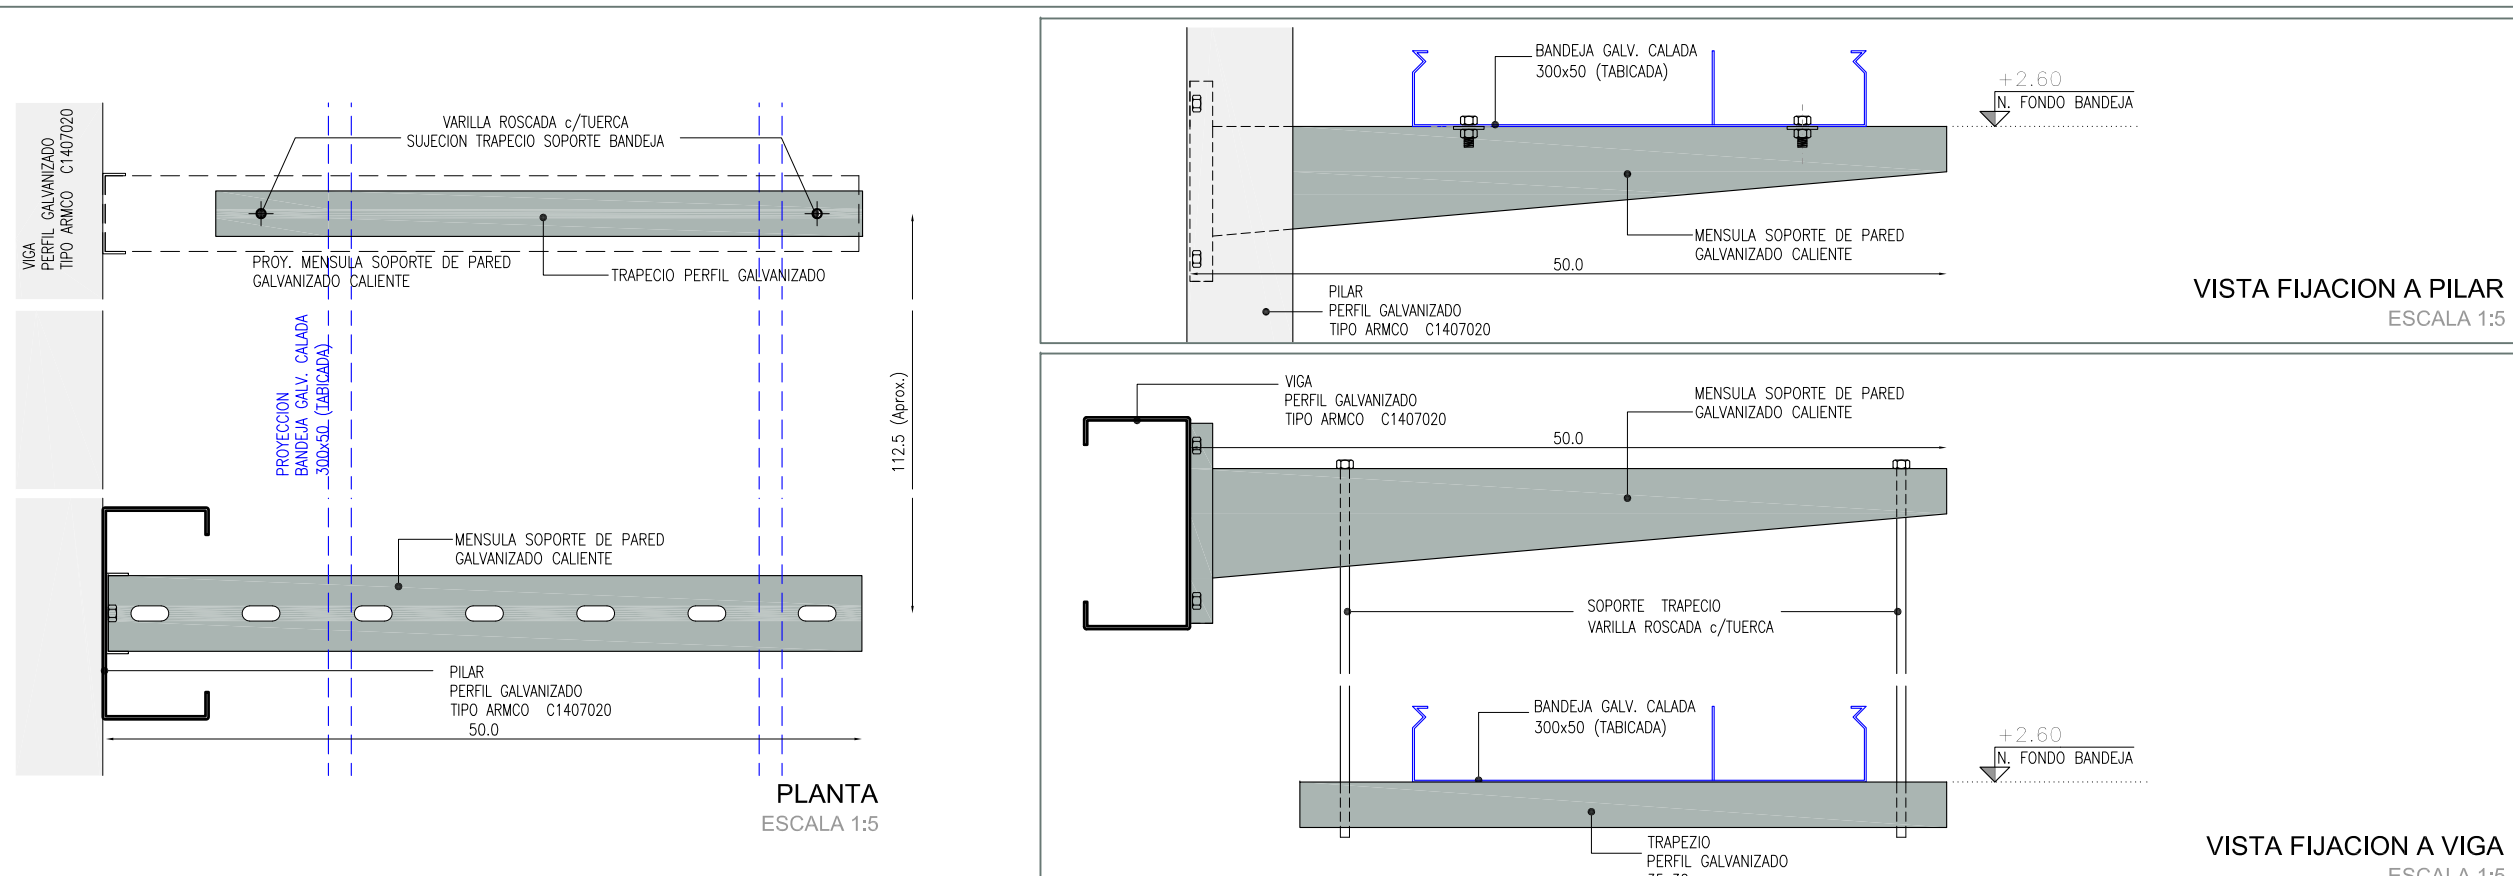 VIGA
PERFIL GALVANIZADO
TIPO ARMCO C1407020
VARILLA ROSCADA c/TUERCA
SUJECION TRAPECIO SOPORTE BANDEJA
PROY. MENSULA SOPORTE DE PARED
GALVANIZADO CALIENTE
TRAPECIO PERFIL GALVANIZADO
PROYECCION
BANDEJA GALV. CALADA
300x50 (TABICADA)
112.5 (Aprox.)
MENSULA SOPORTE DE PARED
GALVANIZADO CALIENTE
PILAR
PERFIL GALVANIZADO
TIPO ARMCO C1407020
50.0
PLANTA
ESCALA 1:5
BANDEJA GALV. CALADA
300x50 (TABICADA)
+2.60
N. FONDO BANDEJA
MENSULA SOPORTE DE PARED
GALVANIZADO CALIENTE
50.0
PILAR
PERFIL GALVANIZADO
TIPO ARMCO C1407020
VISTA FIJACION A PILAR
ESCALA 1:5
VIGA
PERFIL GALVANIZADO
TIPO ARMCO C1407020
MENSULA SOPORTE DE PARED
GALVANIZADO CALIENTE
50.0
SOPORTE TRAPECIO
VARILLA ROSCADA c/TUERCA
BANDEJA GALV. CALADA
300x50 (TABICADA)
+2.60
N. FONDO BANDEJA
TRAPEZIO
PERFIL GALVANIZADO
VISTA FIJACION A VIGA
ESCALA 1:5